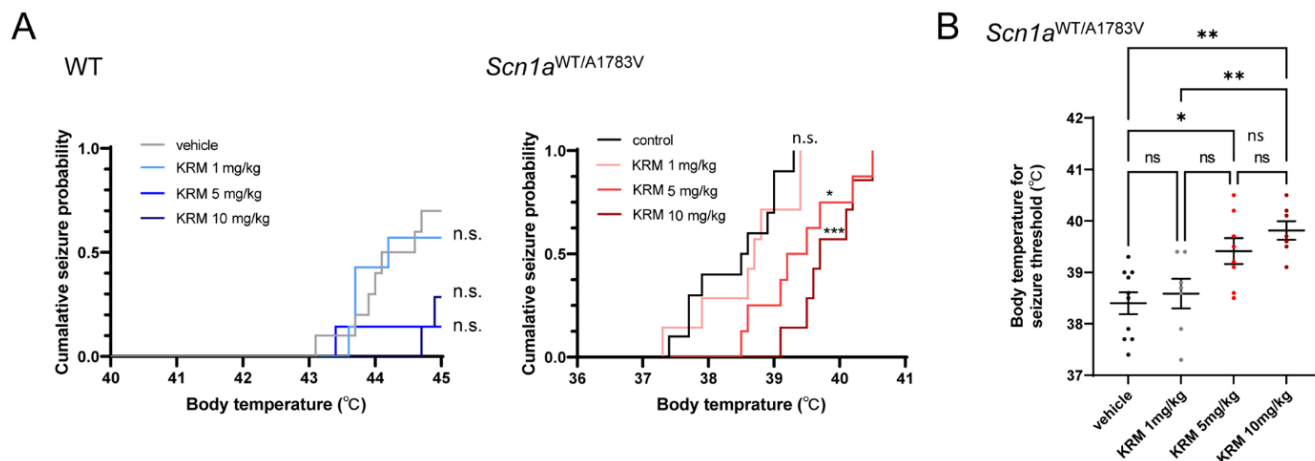 A
WT
Scn1aWT/A1783V
Cumalative seizure probability
1.0
0.5
0.0
vehicle
KRM 1 mg/kg
KRM 5 mg/kg
KRM 10 mg/kg
n.s.
n.s.
n.s.
40 41 42 43 44 45
Body temperature (°C)
Cumulative seizure probability
1.0
0.5
0.0
control
KRM 1 mg/kg
KRM 5 mg/kg
KRM 10 mg/kg
n.s.
*
***
36 37 38 39 40 41
Body temprature (°C)
B
Scn1aWT/A1783V
**
**
*
ns
ns ns ns
Body temperature for
seizure threshold (°C)
42
41
40
39
38
37
vehicle
KRM 1mg/kg
KRM 5mg/kg
KRM 10mg/kg